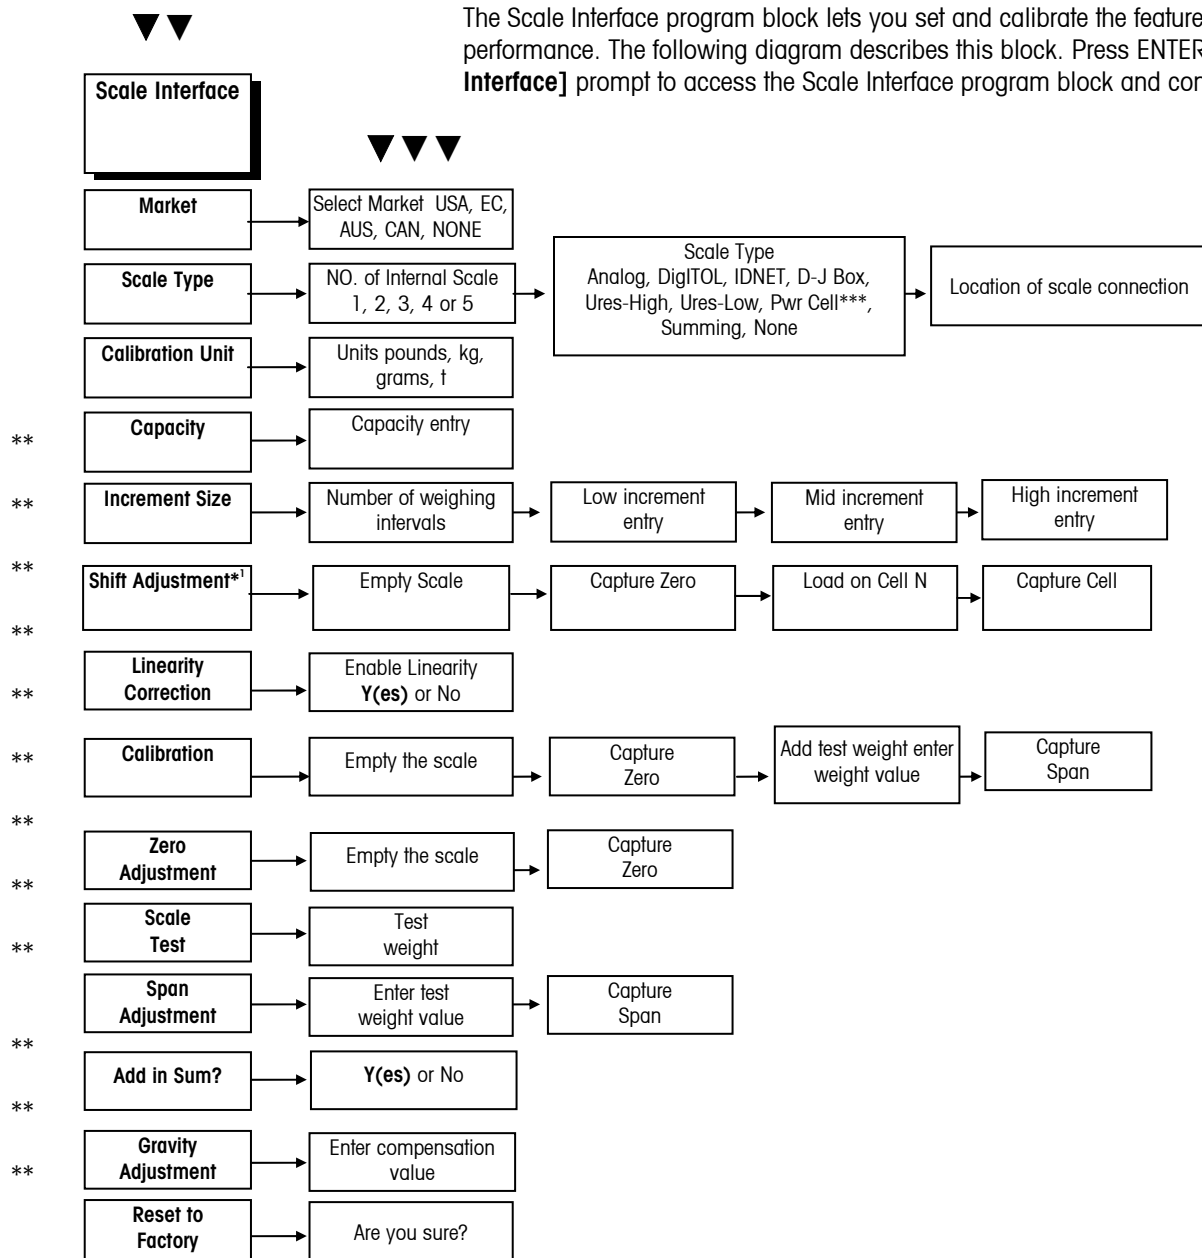 ▼▼
The Scale Interface program block lets you set and calibrate the feature
performance. The following diagram describes this block. Press ENTER
Interface] prompt to access the Scale Interface program block and con
Scale Interface
▼▼▼
Market
Select Market USA, EC,
AUS, CAN, NONE
Scale Type
NO. of Internal Scale
1, 2, 3, 4 or 5
Scale Type
Analog, DigITOL, IDNET, D-J Box,
Ures-High, Ures-Low, Pwr Cell***,
Summing, None
Location of scale connection
Calibration Unit
Units pounds, kg,
grams, t
**
Capacity
Capacity entry
**
Increment Size
Number of weighing
intervals
Low increment
entry
Mid increment
entry
High increment
entry
**
Shift Adjustment*¹
Empty Scale
Capture Zero
Load on Cell N
Capture Cell
**
Linearity
Correction
Enable Linearity
Y(es) or No
**
**
Calibration
Empty the scale
Capture
Zero
Add test weight enter
weight value
Capture
Span
**
Zero
Adjustment
Empty the scale
Capture
Zero
**
Scale
Test
Test
weight
**
Span
Adjustment
Enter test
weight value
Capture
Span
**
Add in Sum?
Y(es) or No
**
Gravity
Adjustment
Enter compensation
value
**
Reset to
Factory
Are you sure?